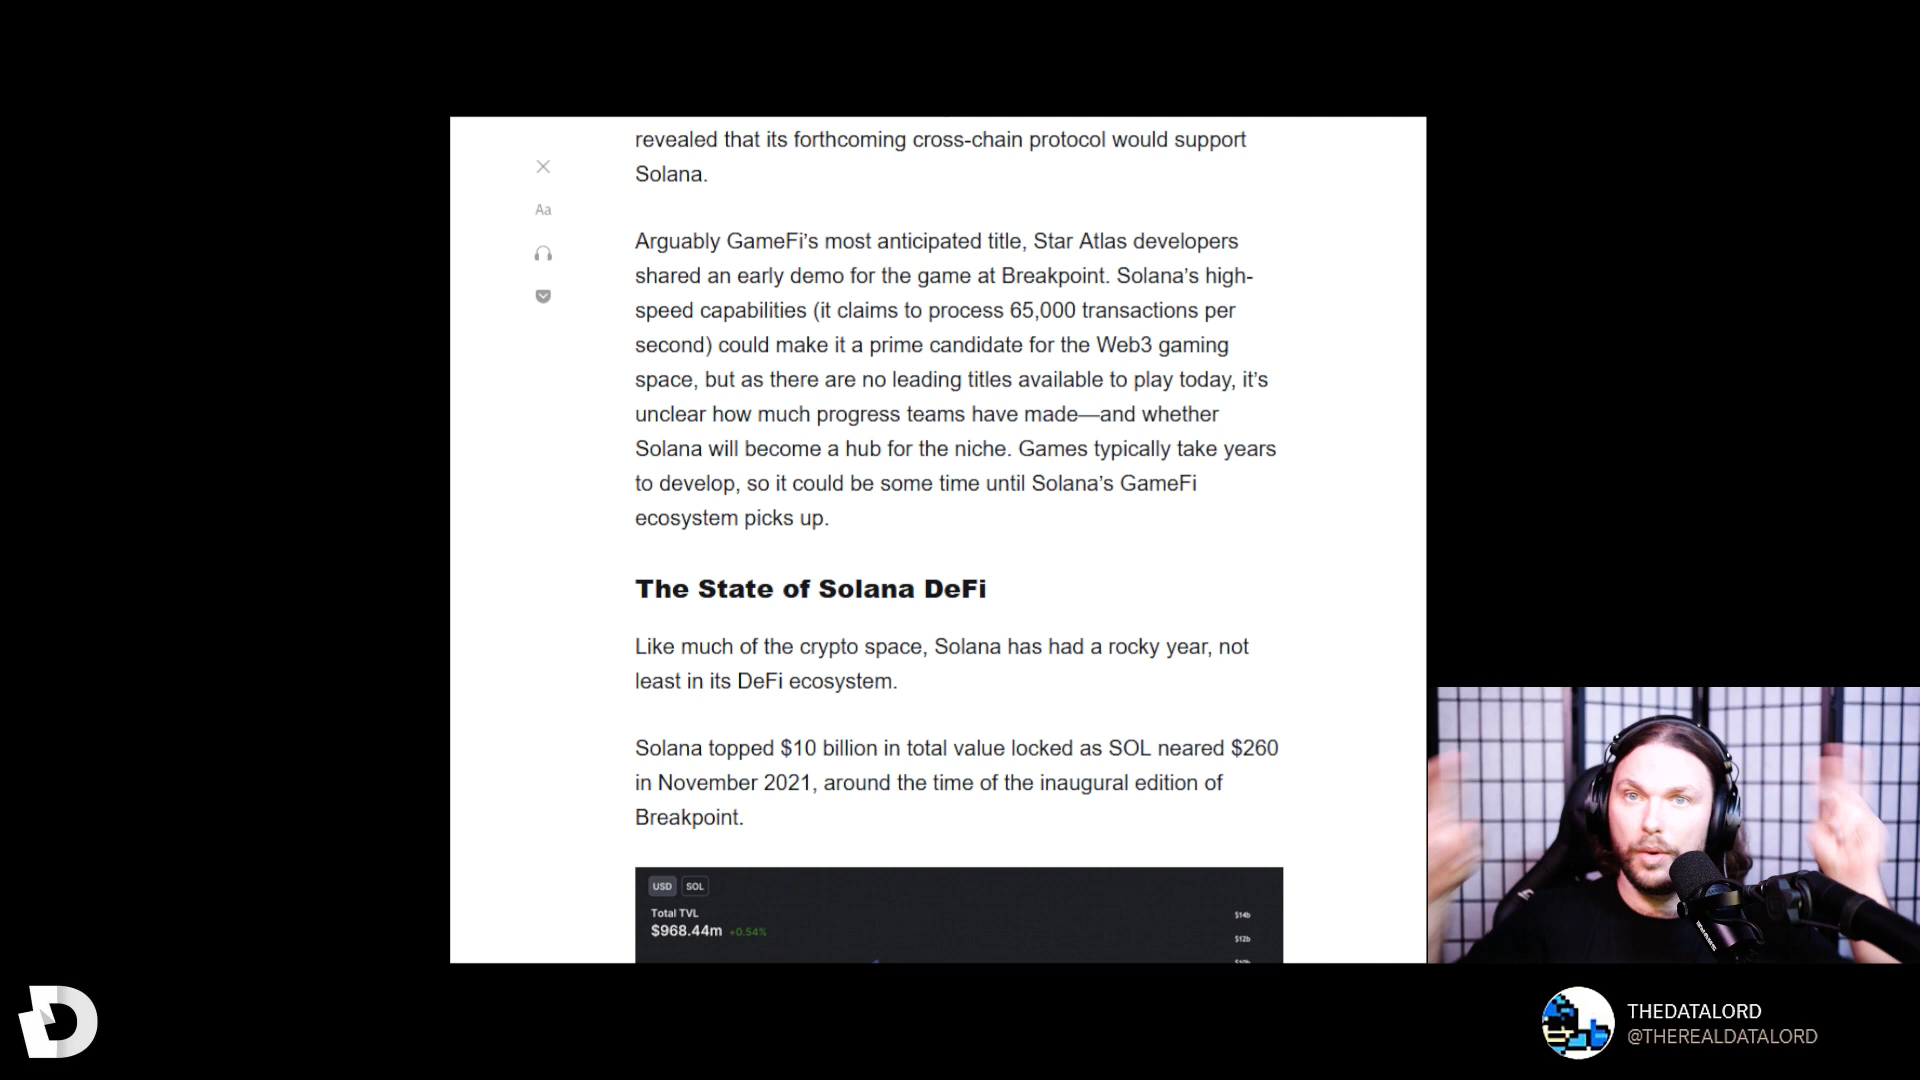 revealed that its forthcoming cross-chain protocol would support
Solana.
Aa
Arguably GameFi’s most anticipated title, Star Atlas developers
shared an early demo for the game at Breakpoint. Solana’s high-
speed capabilities (it claims to process 65,000 transactions per
second) could make it a prime candidate for the Web3 gaming
space, but as there are no leading titles available to play today, it’s
unclear how much progress teams have made—and whether
Solana will become a hub for the niche. Games typically take years
to develop, so it could be some time until Solana’s GameFi
ecosystem picks up.
The State of Solana DeFi
Like much of the crypto space, Solana has had a rocky year, not
least in its DeFi ecosystem.
Solana topped $10 billion in total value locked as SOL neared $260
in November 2021, around the time of the inaugural edition of
Breakpoint.
USD SOL
Total TVL
$968.44m +0.54%
$14b
$12b
D
THEDATALORD
@THEREALDATALORD